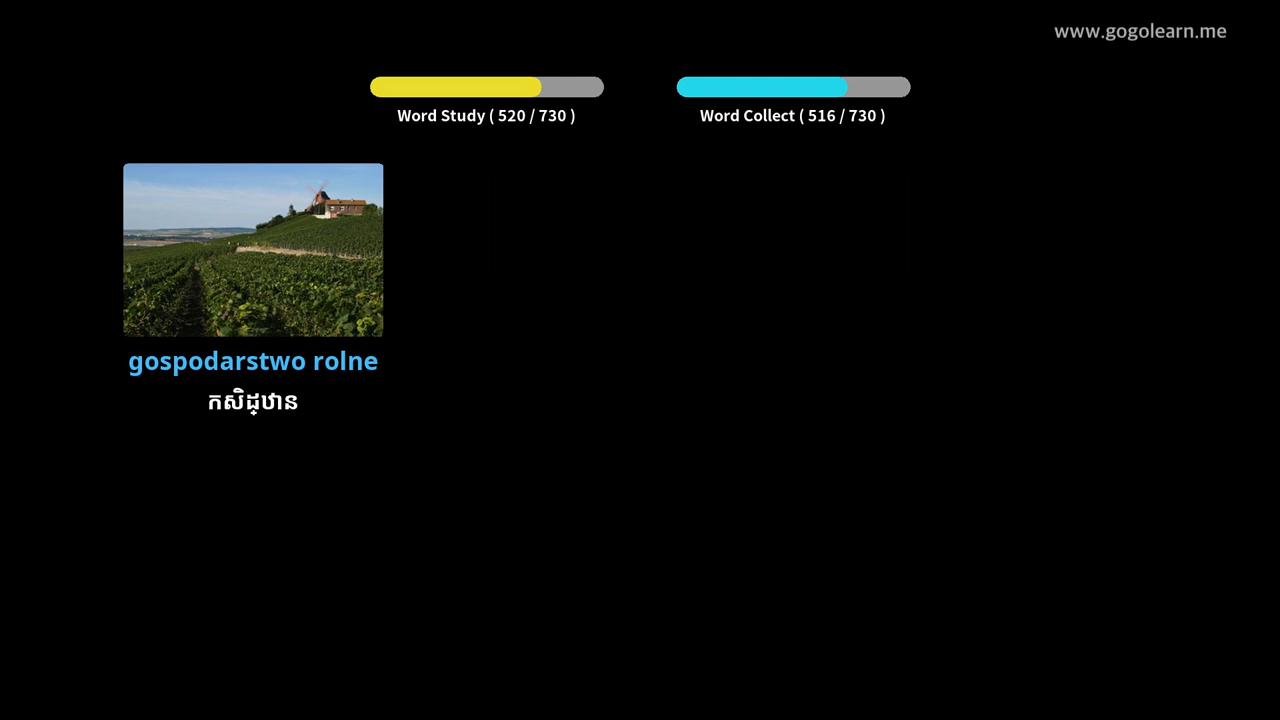 www.gogolearn.me
Word Study ( 520 / 730 )
Word Collect ( 516 / 730 )
gospodarstwo rolne
កសិដ្ឋាន